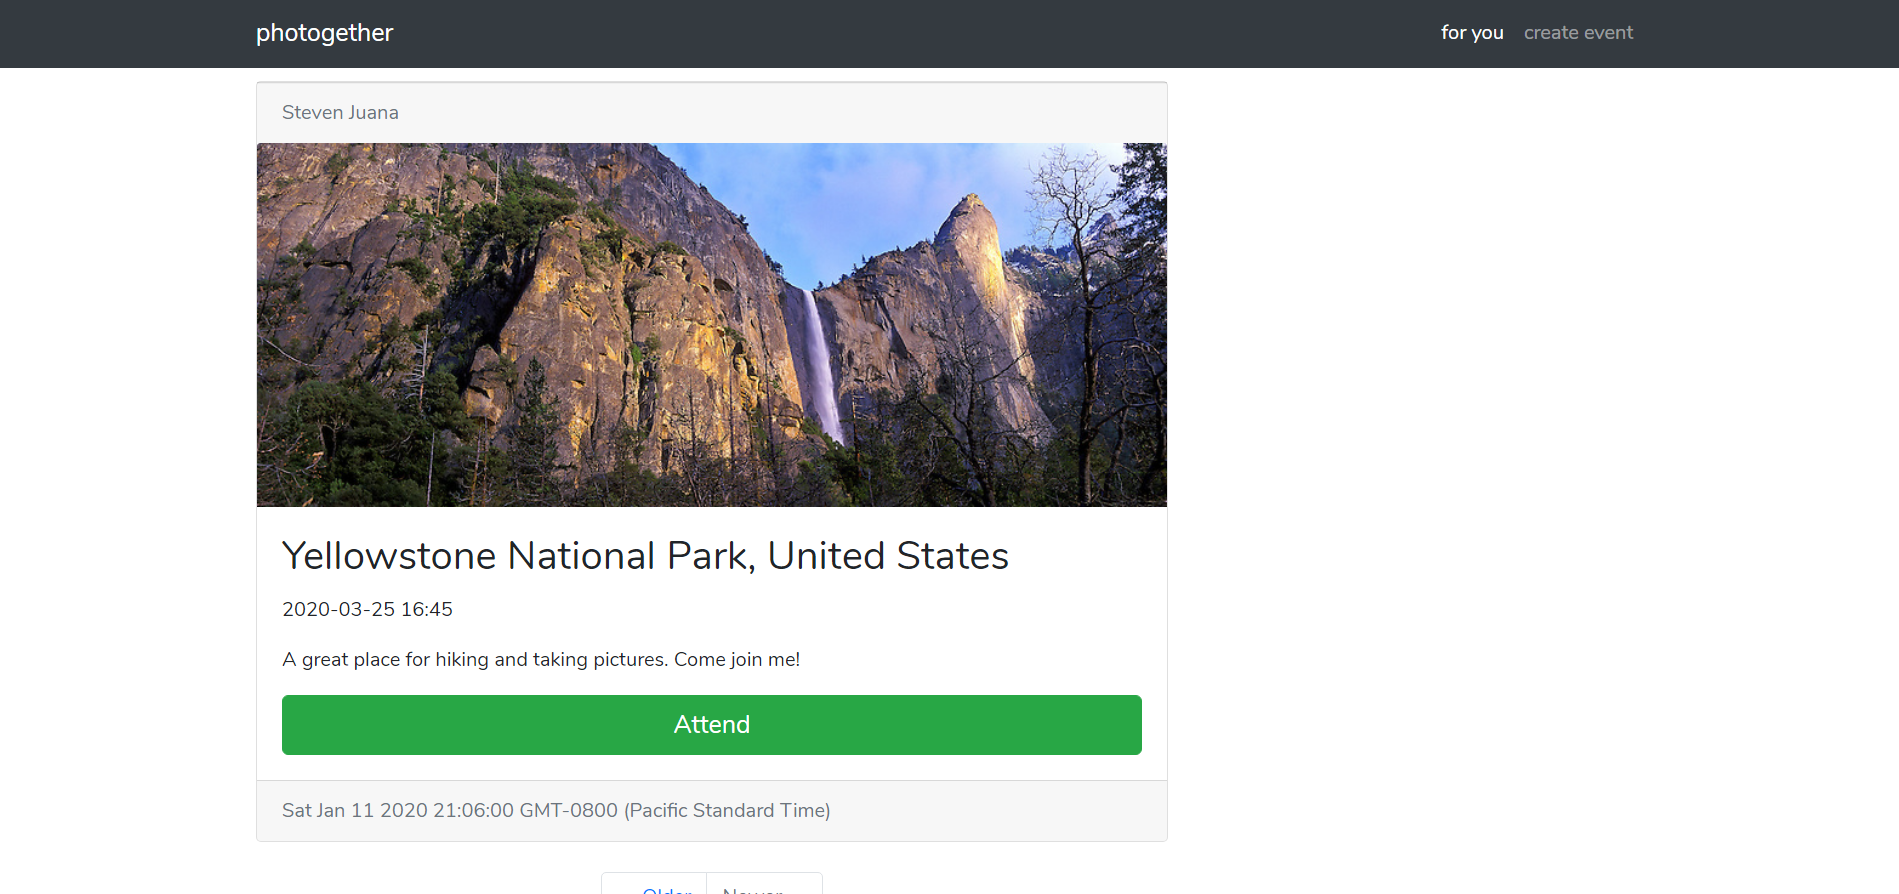 photogether for you create event
Steven Juana
Yellowstone National Park, United States
2020-03-25 16:45
A great place for hiking and taking pictures. Come join me!
Attend
Sat Jan 11 2020 21:06:00 GMT-0800 (Pacific Standard Time)
Older Newer